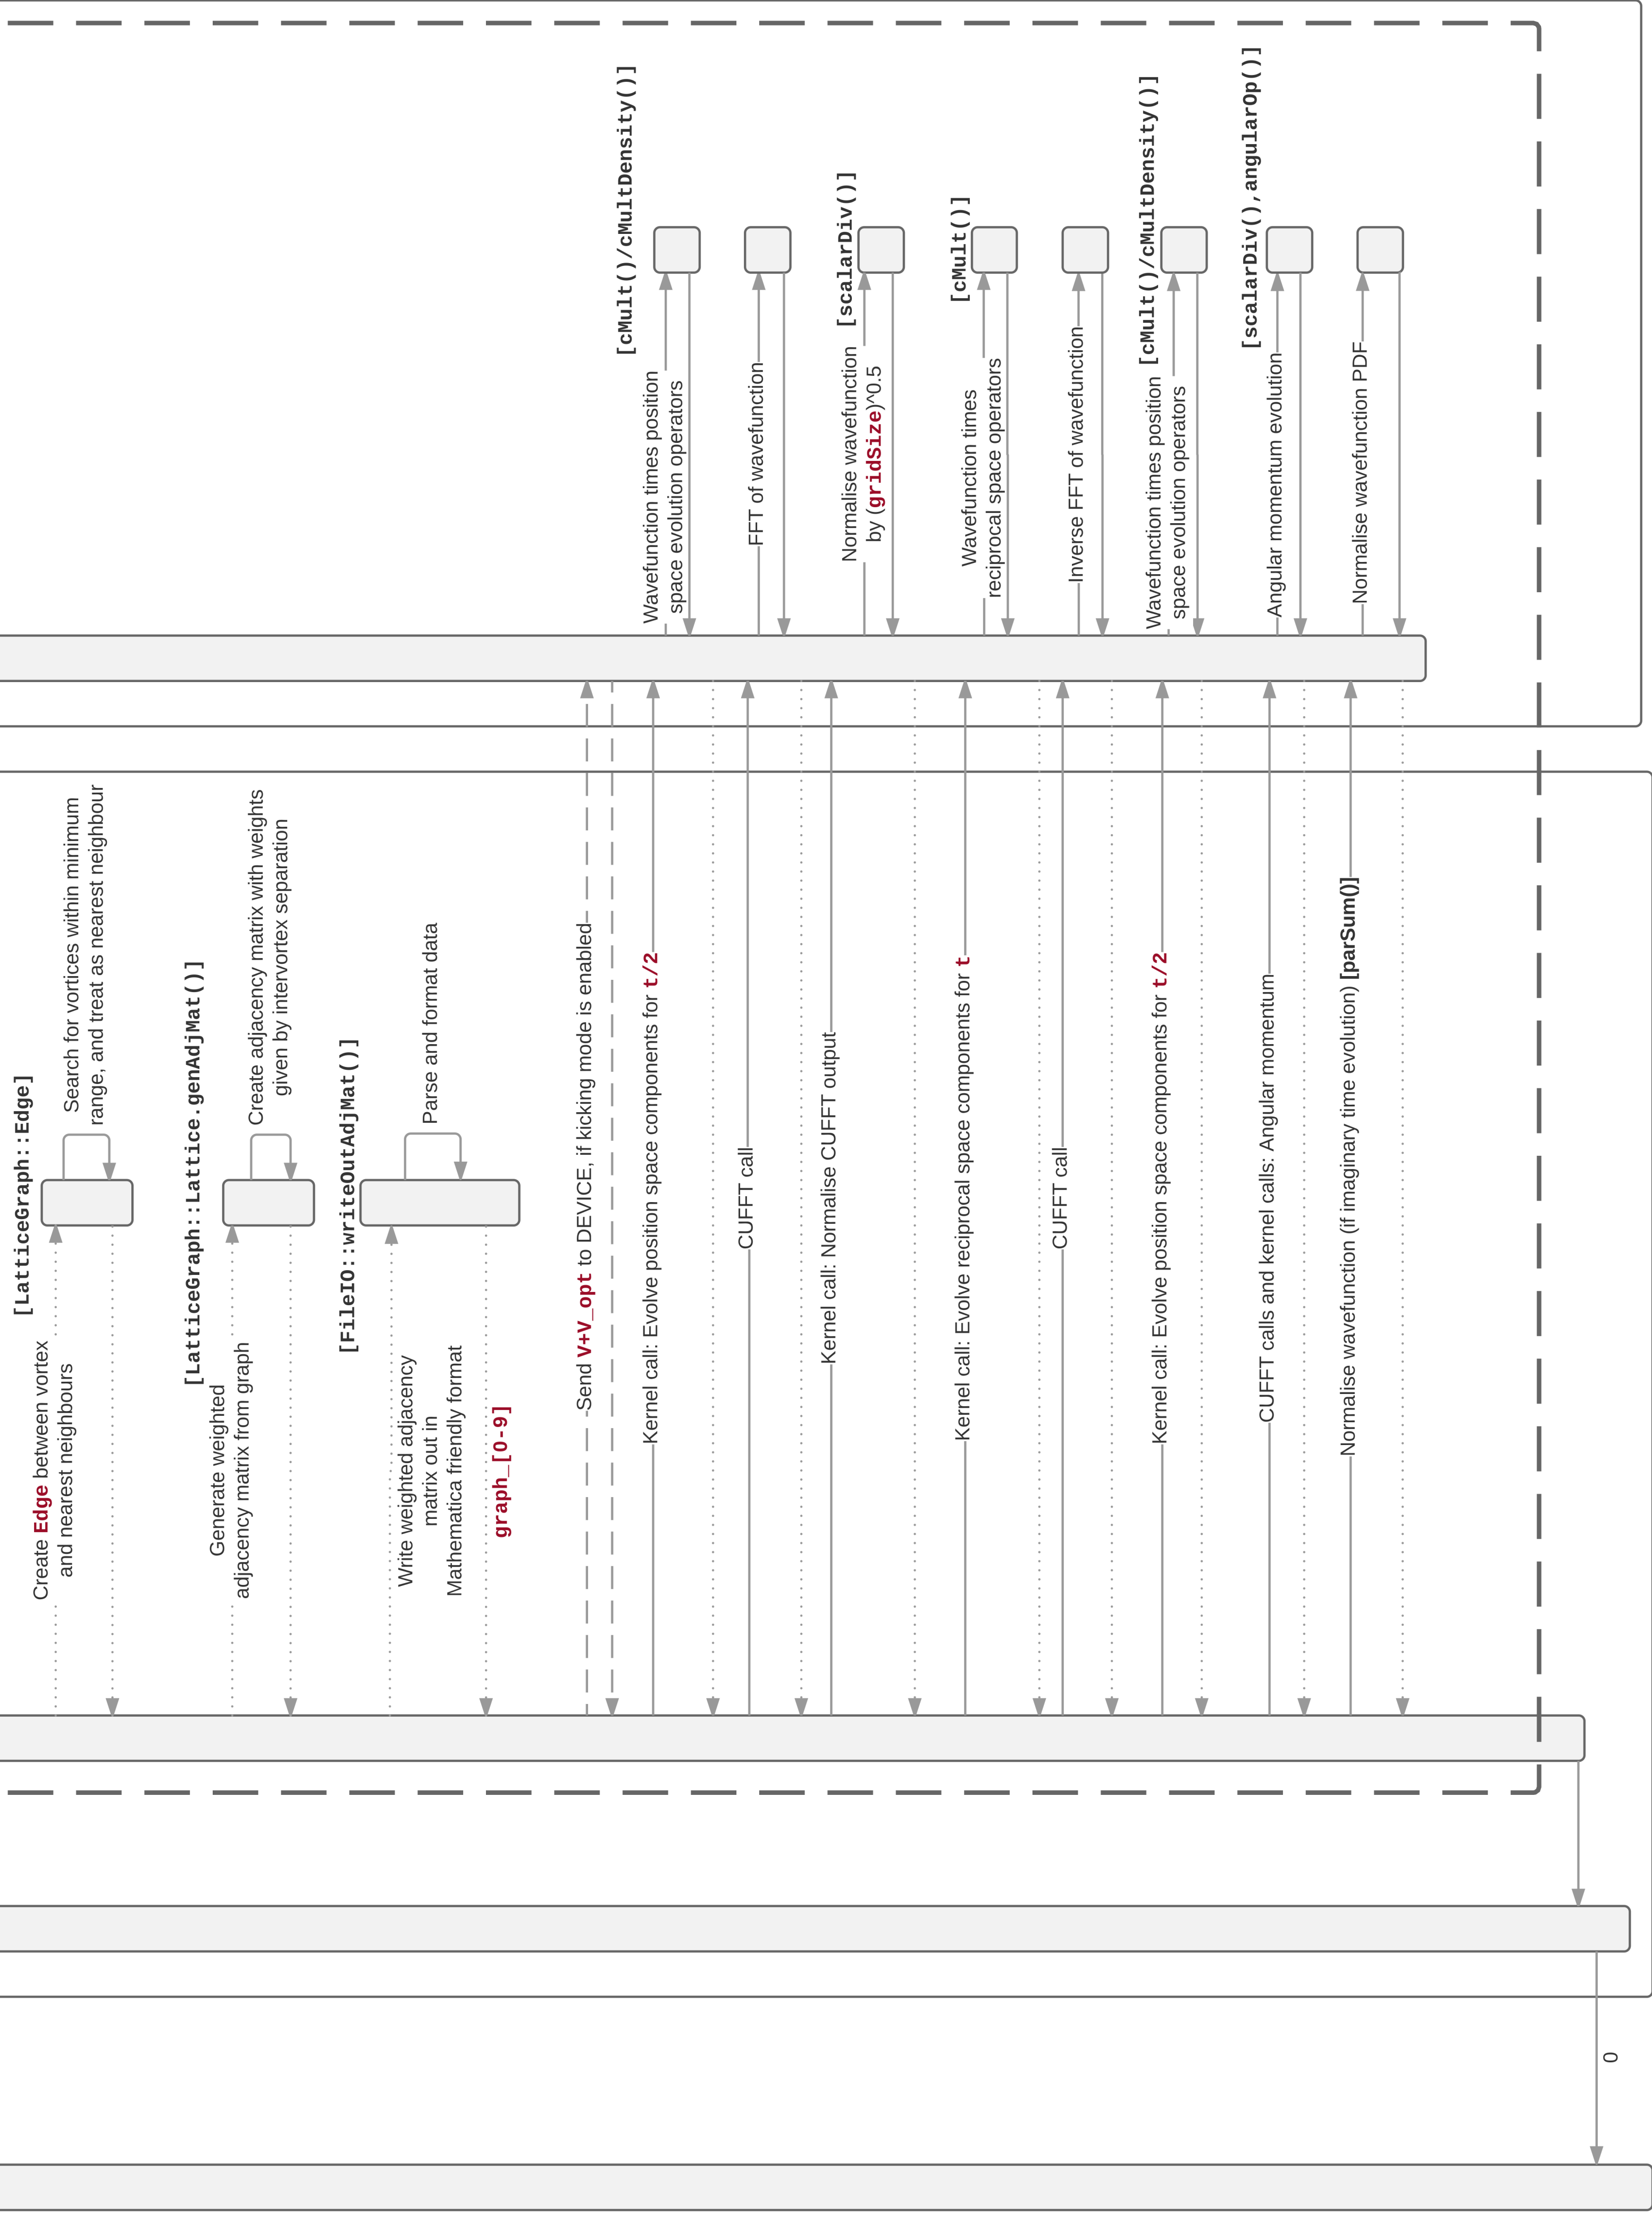 [LatticeGraph::Edge]
Create Edge between vortex
and nearest neighbours
Search for vortices within minimum
range, and treat as nearest neighbour
[LatticeGraph::Lattice.genAdjMat()]
Generate weighted
adjacency matrix from graph
Create adjacency matrix with weights
given by intervortex separation
[FileIO::writeOutAdjMat()]
Write weighted adjacency
matrix out in
Mathematica friendly format
Parse and format data
graph_[0-9]
Send V+V_opt to DEVICE, if kicking mode is enabled
[cMult()/cMultDensity()]
Kernel call: Evolve position space components for t/2
Wavefunction times position
space evolution operators
CUFFT call
FFT of wavefunction
[scalarDiv()]
Kernel call: Normalise CUFFT output
Normalise wavefunction
by (gridSize)^0.5
[cMult()]
Kernel call: Evolve reciprocal space components for t
Wavefunction times
reciprocal space operators
CUFFT call
Inverse FFT of wavefunction
[cMult()/cMultDensity()]
Kernel call: Evolve position space components for t/2
Wavefunction times position
space evolution operators
[scalarDiv(),angularOp()]
CUFFT calls and kernel calls: Angular momentum
Angular momentum evolution
Normalise wavefunction (if imaginary time evolution) [parSum()]
Normalise wavefunction PDF
0